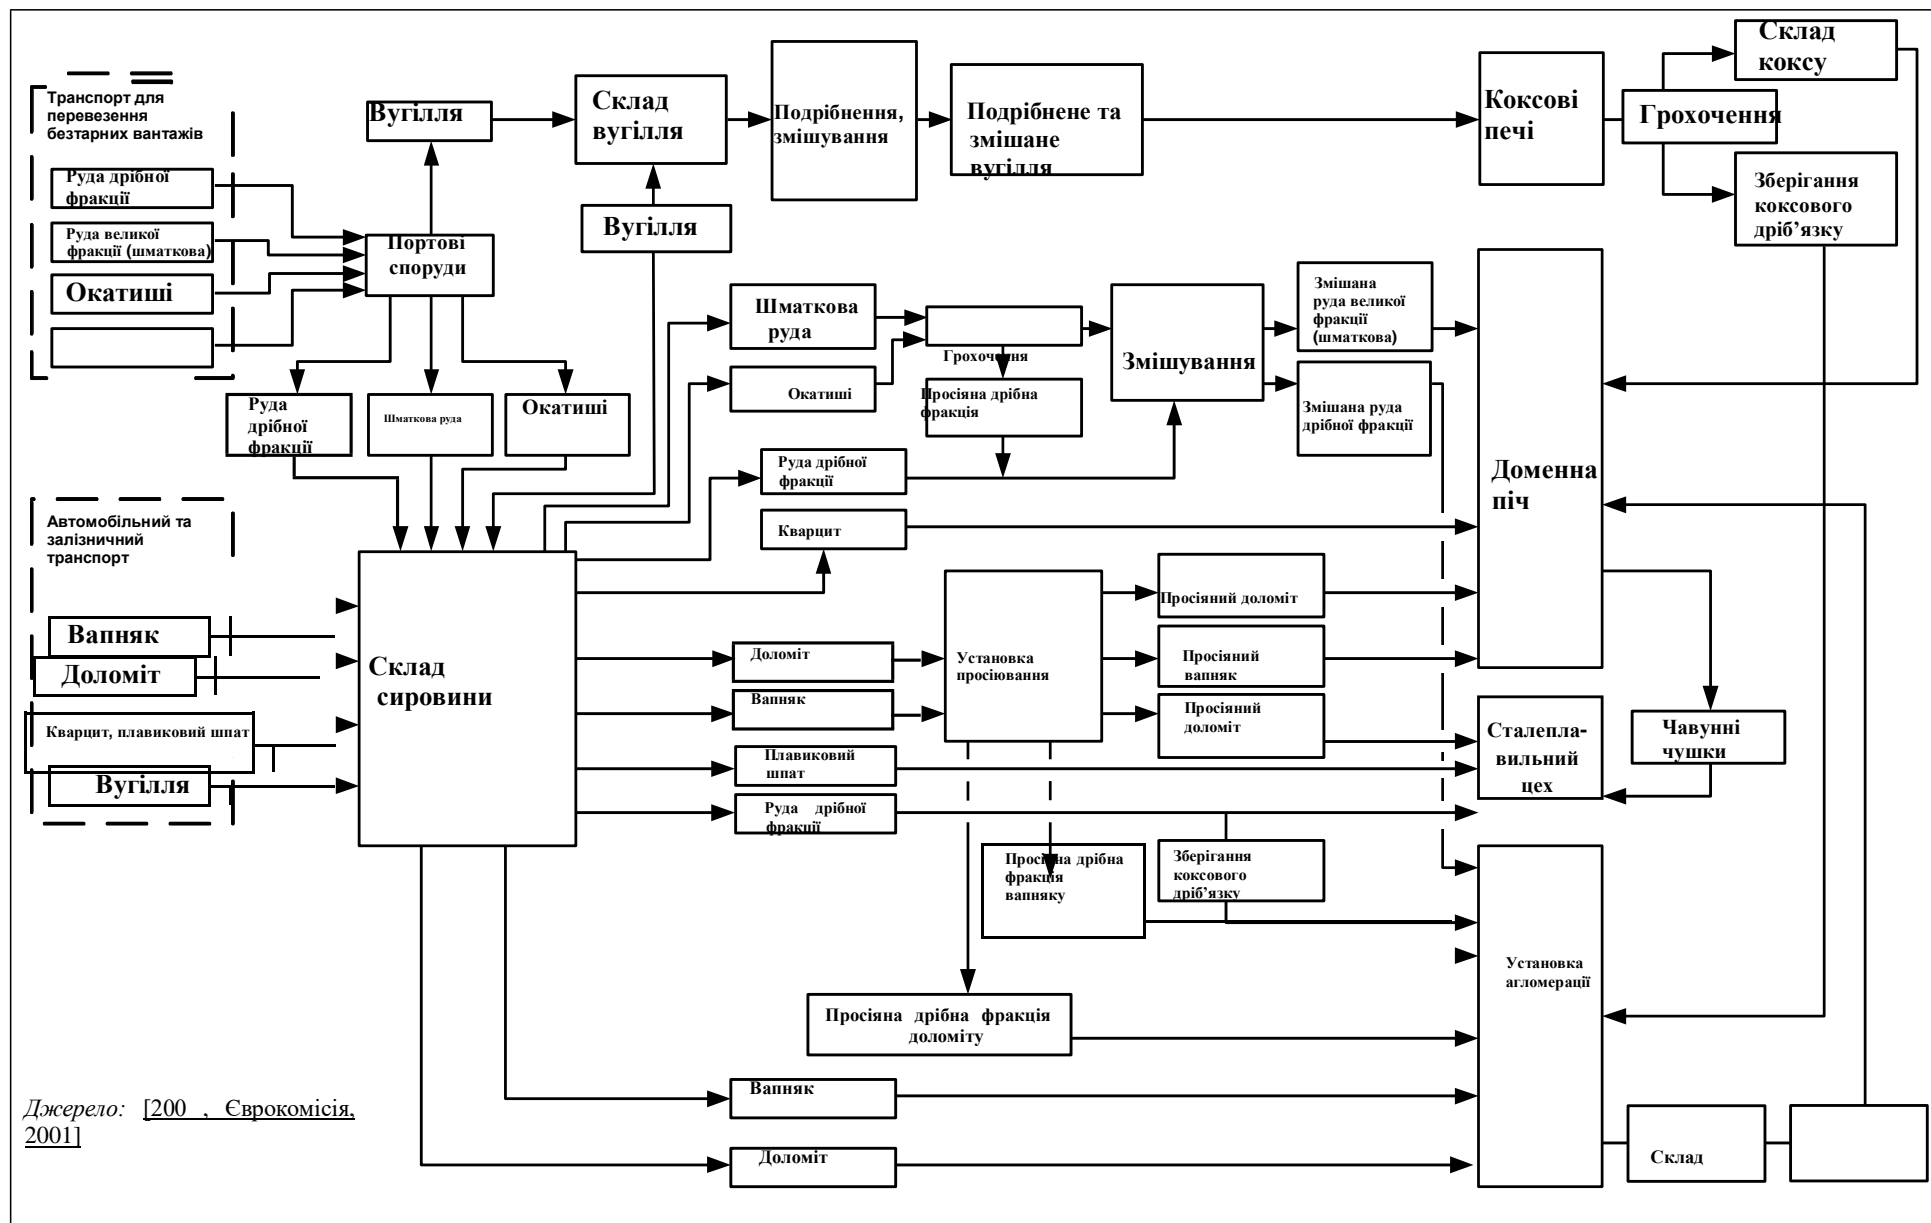 Транспорт для
перевезення
безтарних вантажів
Руда дрібної
фракції
Руда великої
фракції (шматкова)
Окатиші
Вугілля
Склад
вугілля
Подрібнення,
змішування
Подрібнене та
змішане
вугілля
Коксові
печі
Грохочення
Склад
коксу
Зберігання
коксового
дріб’язку
Вугілля
Портові
споруди
Руда
дрібної
фракції
Шматкова руда
Окатиші
Шматкова
руда
Окатиші
Грохочення
Просіяна дрібна
фракція
Змішування
Змішана
руда великої
фракції
(шматкова)
Змішана руда
дрібної фракції
Руда дрібної
фракції
Кварцит
Доменна
піч
Автомобільний та
залізничний
транспорт
Вапняк
Доломіт
Кварцит, плавиковий шпат
Вугілля
Склад
сировини
Доломіт
Вапняк
Установка
просіювання
Просіяний доломіт
Просіяний
вапняк
Просіяний
доломіт
Плавиковий
шпат
Руда дрібної
фракції
Сталепла-
вильний
цех
Чавунні
чушки
Просіяна дрібна
фракція
вапняку
Зберігання
коксового
дріб’язку
Установка
агломерації
Просіяна дрібна фракція
доломіту
Вапняк
Доломіт
Склад
Джерело: [200 , Єврокомісія,
2001]